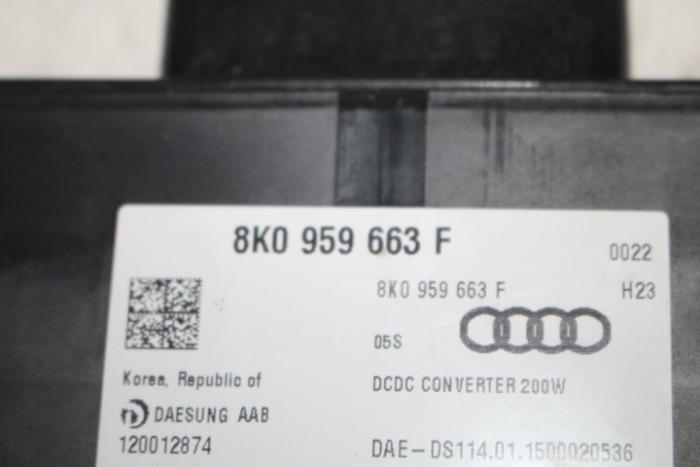 8K0 959 663 F
0022
8K0 959 663 F H23
05S
Korea, Republic of DCDC CONVERTER 200W
DAESUNG AAB
120012874 DAE-DS114.01.1500020536